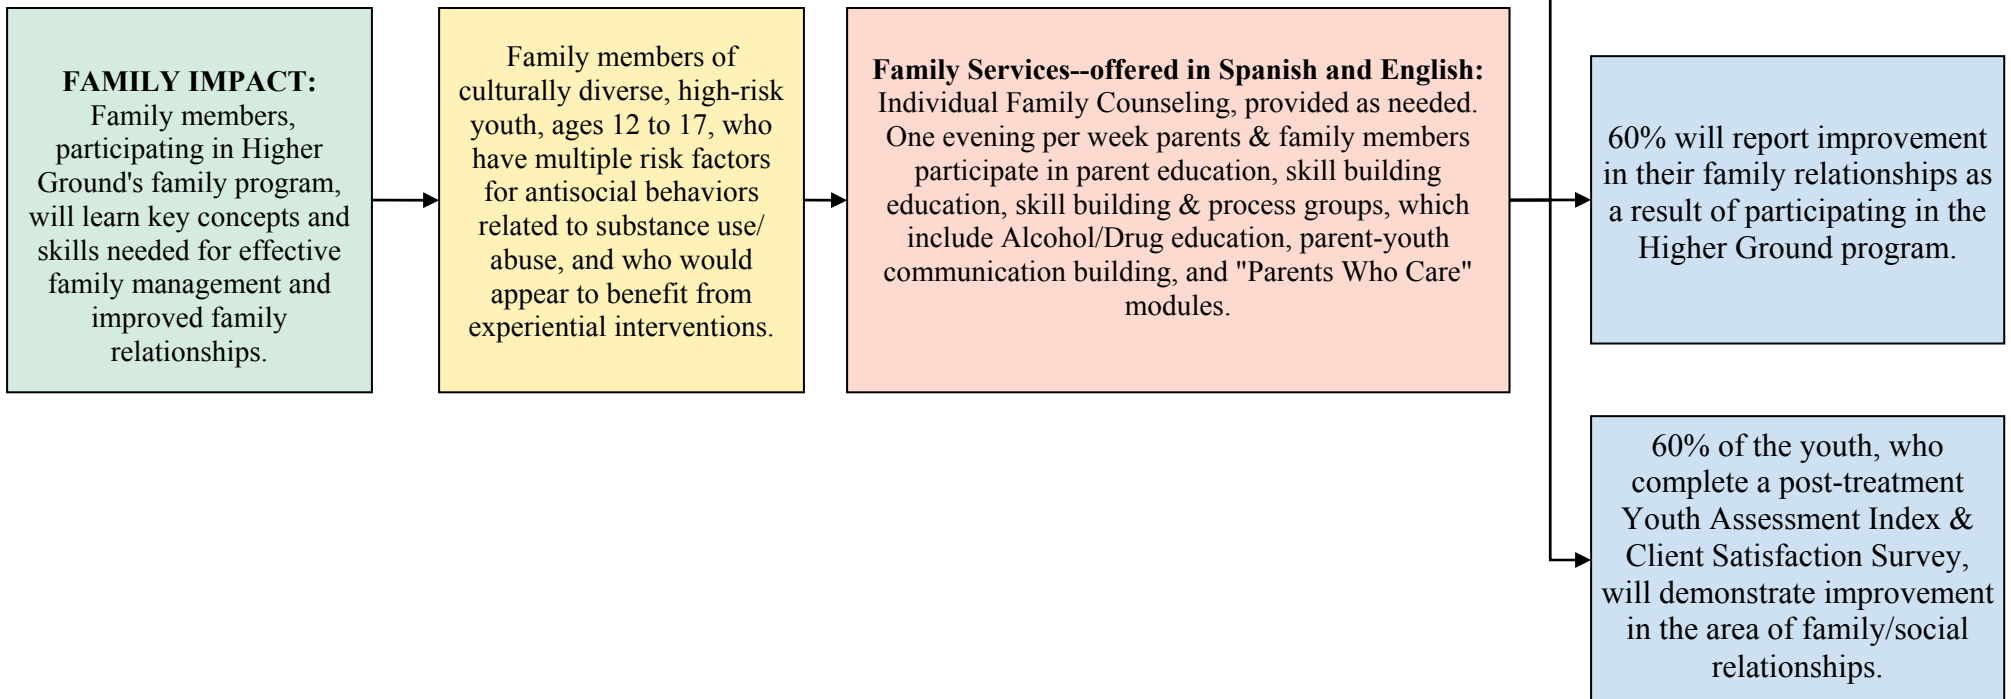 FAMILY IMPACT:
Family members,
participating in Higher
Ground's family program,
will learn key concepts and
skills needed for effective
family management and
improved family
relationships.
Family members of
culturally diverse, high-risk
youth, ages 12 to 17, who
have multiple risk factors
for antisocial behaviors
related to substance use/
abuse, and who would
appear to benefit from
experiential interventions.
Family Services--offered in Spanish and English:
Individual Family Counseling, provided as needed.
One evening per week parents & family members
participate in parent education, skill building
education, skill building & process groups, which
include Alcohol/Drug education, parent-youth
communication building, and "Parents Who Care"
modules.
60% will report improvement
in their family relationships as
a result of participating in the
Higher Ground program.
60% of the youth, who
complete a post-treatment
Youth Assessment Index &
Client Satisfaction Survey,
will demonstrate improvement
in the area of family/social
relationships.